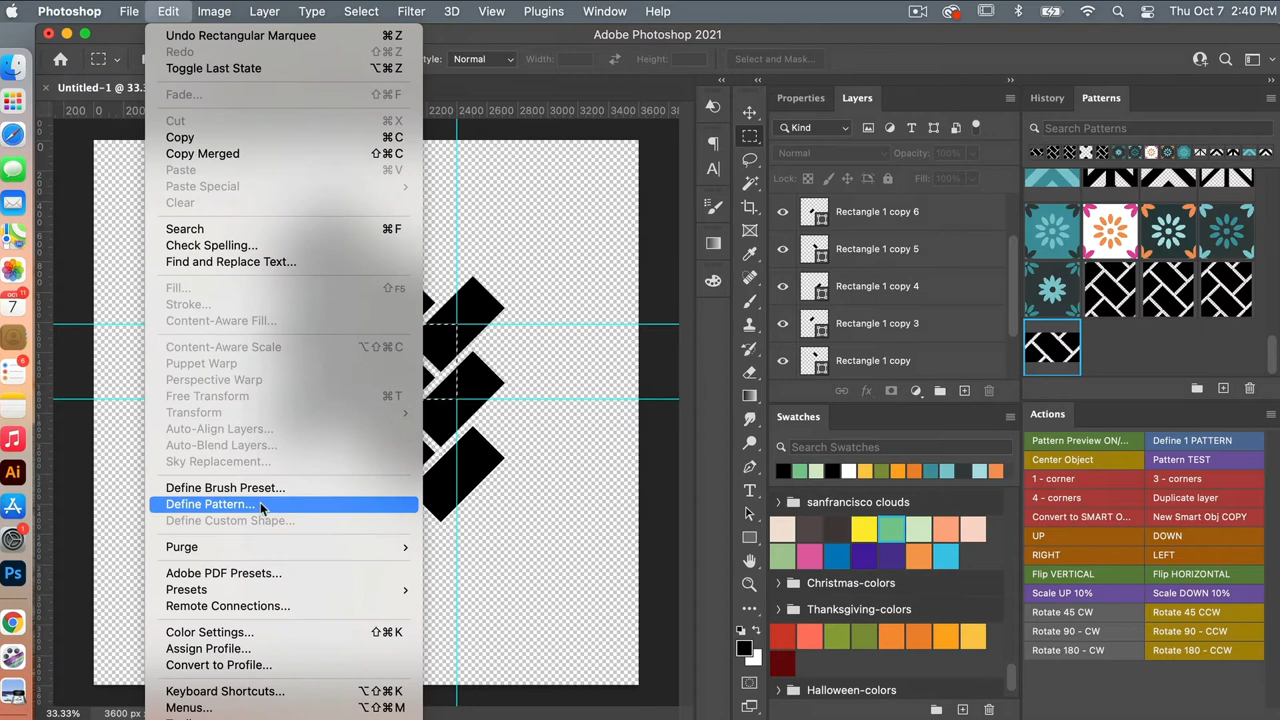 Photoshop File Edit Image Layer Type Select Filter 3D View Plugins Window Help Thu Oct 7 2:40 PM
Adobe Photoshop 2021
Style: Normal Width: Height: Select and Mask...
Untitled-1 @ 33.3
200 0 200 2200 2400 2600 2800 3000 3200 3400 3600
Undo Rectangular Marquee ⌘Z
Redo ⇧⌘Z
Toggle Last State ⌥⌘Z
Fade... ⇧⌘F
Cut ⌘X
Copy ⌘C
Copy Merged ⇧⌘C
Paste ⌘V
Paste Special
Clear
Search ⌘F
Check Spelling...
Find and Replace Text...
Fill... ⇧F5
Stroke...
Content-Aware Fill...
Content-Aware Scale ⌥⇧⌘C
Puppet Warp
Perspective Warp
Free Transform ⌘T
Transform
Auto-Align Layers...
Auto-Blend Layers...
Sky Replacement...
Define Brush Preset...
Define Pattern...
Define Custom Shape...
Purge
Adobe PDF Presets...
Presets
Remote Connections...
Color Settings... ⇧⌘K
Assign Profile...
Convert to Profile...
Keyboard Shortcuts... ⌥⇧⌘K
Menus... ⌥⇧⌘M
33.33% 3600 px
Properties Layers
Kind
Normal Opacity: 100%
Lock: Fill: 100%
Rectangle 1 copy 6
Rectangle 1 copy 5
Rectangle 1 copy 4
Rectangle 1 copy 3
Rectangle 1 copy
fx
Swatches
Search Swatches
sanfrancisco clouds
Christmas-colors
Thanksgiving-colors
Halloween-colors
History Patterns
Search Patterns
Actions
Pattern Preview ON/... Define 1 PATTERN
Center Object Pattern TEST
1 - corner 3 - corners
4 - corners Duplicate layer
Convert to SMART O... New Smart Obj COPY
UP DOWN
RIGHT LEFT
Flip VERTICAL Flip HORIZONTAL
Scale UP 10% Scale DOWN 10%
Rotate 45 CW Rotate 45 CCW
Rotate 90 - CW Rotate 90 - CCW
Rotate 180 - CW Rotate 180 - CCW